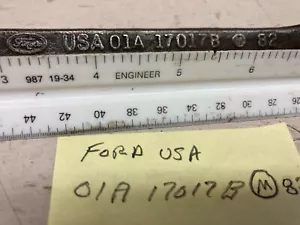 Ford USA 01A 17017B M 82
3 987 19-34 4 ENGINEER 5 6
44 42 40 38 36 34 32 30 28
FORD USA
01A 17017B M 82